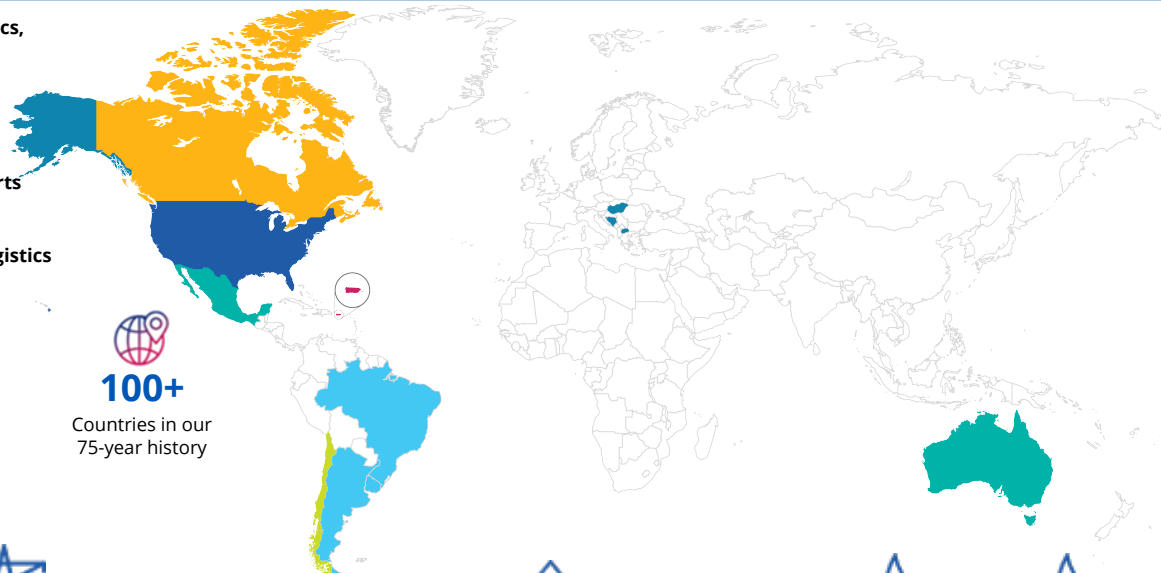 cs,
rts
gistics
100+
Countries in our
75-year history